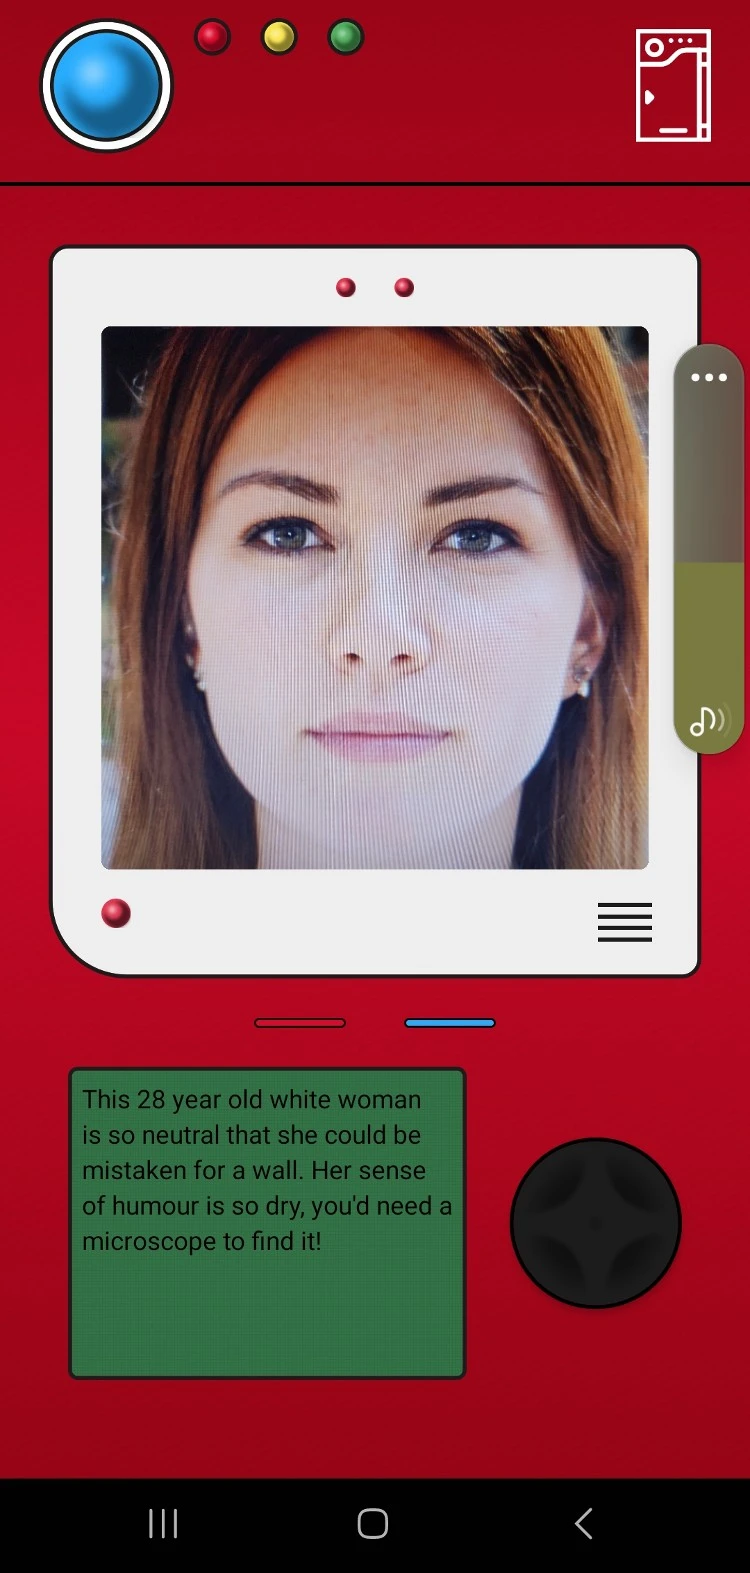 This 28 year old white woman
is so neutral that she could be
mistaken for a wall. Her sense
of humour is so dry, you'd need a
microscope to find it!